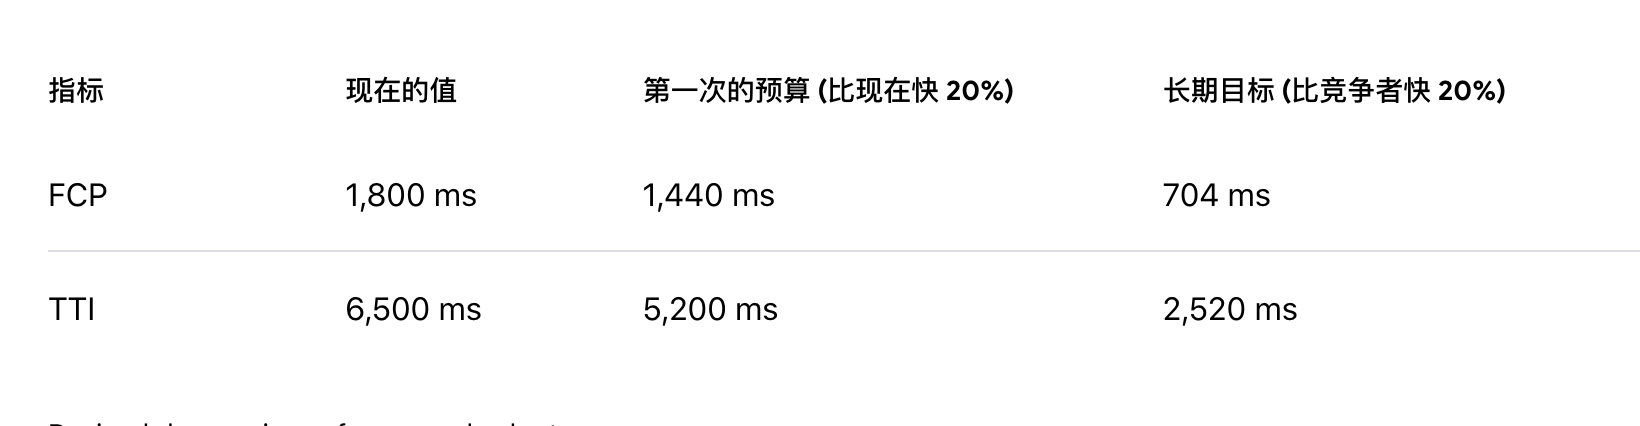 指标 现在的值 第一次的预算 (比现在快 20%) 长期目标 (比竞争者快 20%)
FCP 1,800 ms 1,440 ms 704 ms
TTI 6,500 ms 5,200 ms 2,520 ms